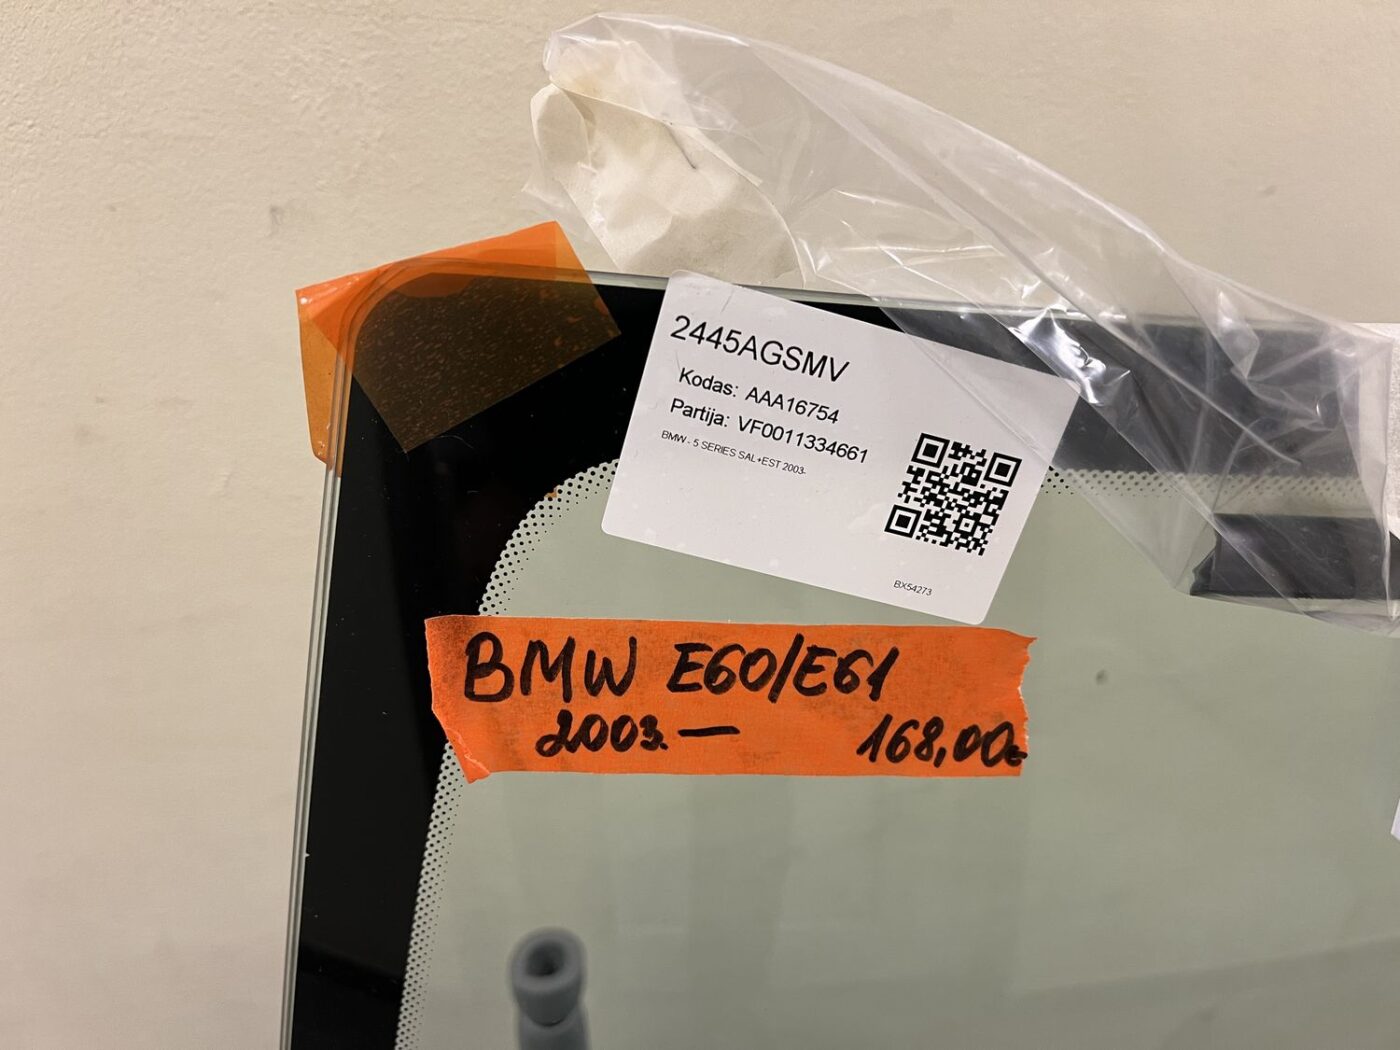 2445AGSMV
Kodas: AAA16754
Partija: VF0011334661
BMW - 5 SERIES SAL+EST 2003-
BX54273
BMW E60/E61
2003. — 168,00€